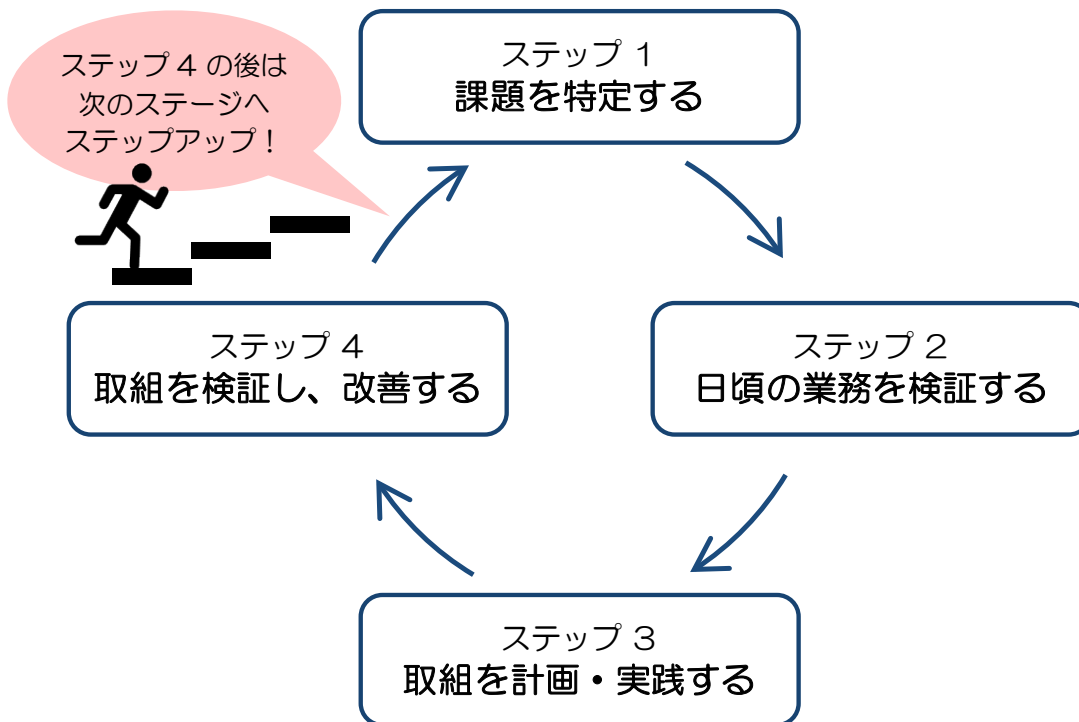 ステップ 4 の後は
次のステージへ
ステップアップ！
ステップ 1
課題を特定する
ステップ 2
日頃の業務を検証する
ステップ 3
取組を計画・実践する
ステップ 4
取組を検証し、改善する